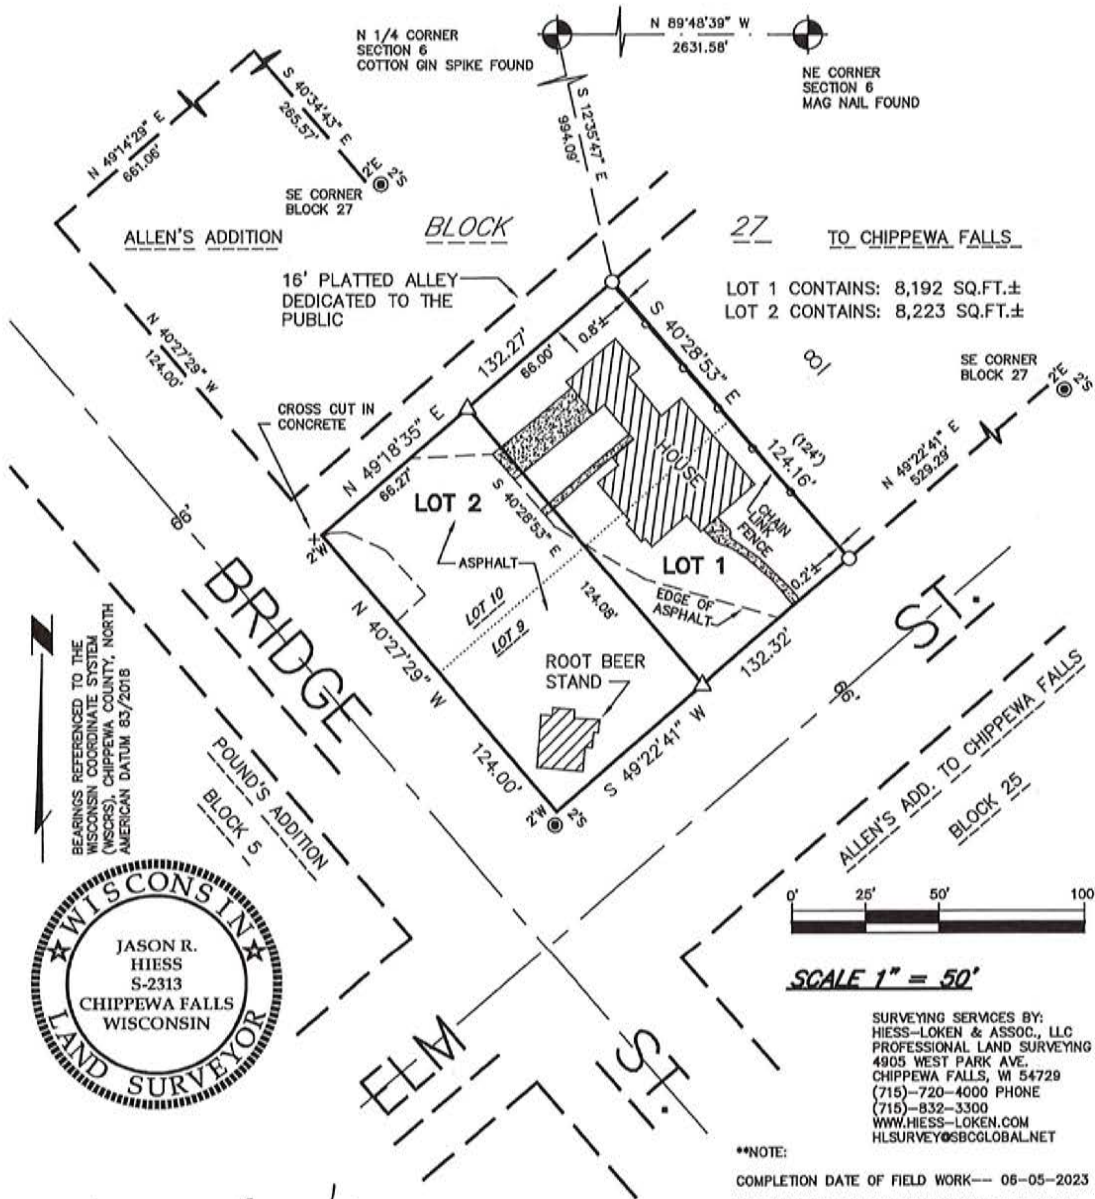 N 1/4 CORNER
SECTION 6
COTTON GIN SPIKE FOUND
N 89°48'39" W
2631.58'
NE CORNER
SECTION 6
MAG NAIL FOUND
S 12°35'47" E
994.09'
S 40°34'43" E
265.57'
N 49°14'29" E
661.06'
2'E
2'S
SE CORNER
BLOCK 27
ALLEN'S ADDITION
BLOCK
27
TO CHIPPEWA FALLS
16' PLATTED ALLEY
DEDICATED TO THE
PUBLIC
LOT 1 CONTAINS: 8,192 SQ.FT.±
LOT 2 CONTAINS: 8,223 SQ.FT.±
N 40°27'29" W
124.00'
132.27'
66.00'
0.8'±
S 40°28'53" E
SE CORNER
BLOCK 27
2'E
2'S
CROSS CUT IN
CONCRETE
N 49°18'35" E
66.27'
HOUSE
(124')
124.16'
N 49°22'41" E
529.29'
LOT 2
S 40°28'53" E
CHAIN
LINK
FENCE
66'
2'W
ASPHALT
LOT 1
0.2'±
124.08'
EDGE OF
ASPHALT
BRIDGE
ST.
LOT 10
LOT 9
N 40°27'29" W
132.32'
ROOT BEER
STAND
66'
BEARINGS REFERENCED TO THE
WISCONSIN COORDINATE SYSTEM
(WSCRS), CHIPPEWA COUNTY, NORTH
AMERICAN DATUM 83/2018
S 49°22'41" W
124.00'
2'W
2'S
POUND'S ADDITION
BLOCK 5
ALLEN'S ADD. TO CHIPPEWA FALLS
BLOCK 25
WISCONSIN
JASON R.
HIESS
S-2313
CHIPPEWA FALLS
WISCONSIN
LAND SURVEYOR
0' 25' 50' 100
SCALE 1" = 50'
ELM
ST.
SURVEYING SERVICES BY:
HIESS-LOKEN & ASSOC., LLC
PROFESSIONAL LAND SURVEYING
4905 WEST PARK AVE.
CHIPPEWA FALLS, WI 54729
(715)-720-4000 PHONE
(715)-832-3300
WWW.HIESS-LOKEN.COM
HLSURVEY@SBCGLOBAL.NET
**NOTE:
COMPLETION DATE OF FIELD WORK-- 06-05-2023